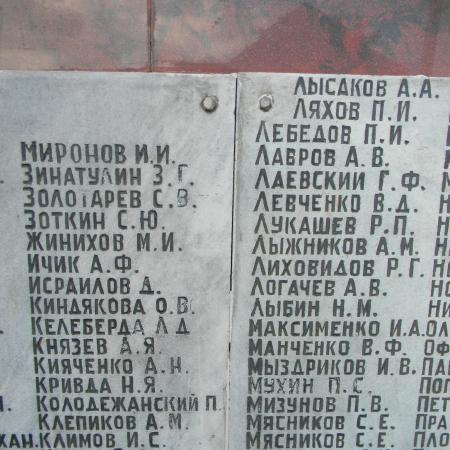 МИРОНОВ И.И.
ЗИНАТУЛИН З.Г.
ЗОЛОТАРЕВ С.В.
ЗОТКИН С.Ю.
ЖИНИХОВ М.И.
ИЧИК А.Ф.
ИСРАИЛОВ Д.
КИНДЯКОВА О.В.
КЕЛЕБЕРДА Л.Д
КНЯЗЕВ А.Я.
КИЯЧЕНКО А.Н.
КРИВДА Н.Я.
КОЛОДЕЖАНСКИЙ П.
КЛЕПИКОВ А.М.
ХАН. КЛИМОВ И.С.
ЛЫСАКОВ А.А.
ЛЯХОВ П.И.
ЛЕБЕДОВ П.И.
ЛАВРОВ А.В.
ЛАЕВСКИЙ Г.Ф.
ЛЕВЧЕНКО В.Д.
ЛУКАШЕВ Р.П.
ЛЫЖНИКОВ А.М.
ЛИХОВИДОВ Р.Г.
ЛОГАЧЕВ А.В.
ЛЫБИН Н.М.
МАКСИМЕНКО И.А.
МАНЧЕНКО В.Ф.
МЫЗДРИКОВ И.В.
МУХИН П.С.
МИЗУНОВ П.В.
МЯСНИКОВ С.Е.
МЯСНИКОВ С.Е.